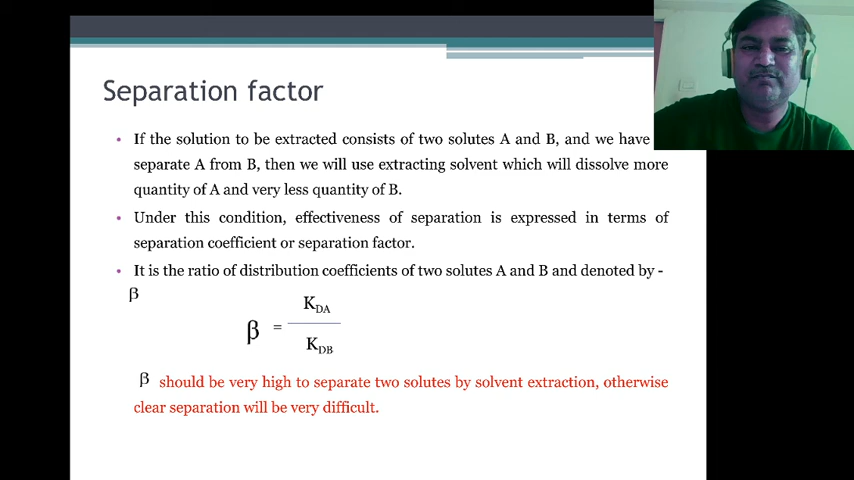 Separation factor
• If the solution to be extracted consists of two solutes A and B, and we have
separate A from B, then we will use extracting solvent which will dissolve more
quantity of A and very less quantity of B.
• Under this condition, effectiveness of separation is expressed in terms of
separation coefficient or separation factor.
• It is the ratio of distribution coefficients of two solutes A and B and denoted by -
β
K_DA
β =
K_DB
β should be very high to separate two solutes by solvent extraction, otherwise
clear separation will be very difficult.